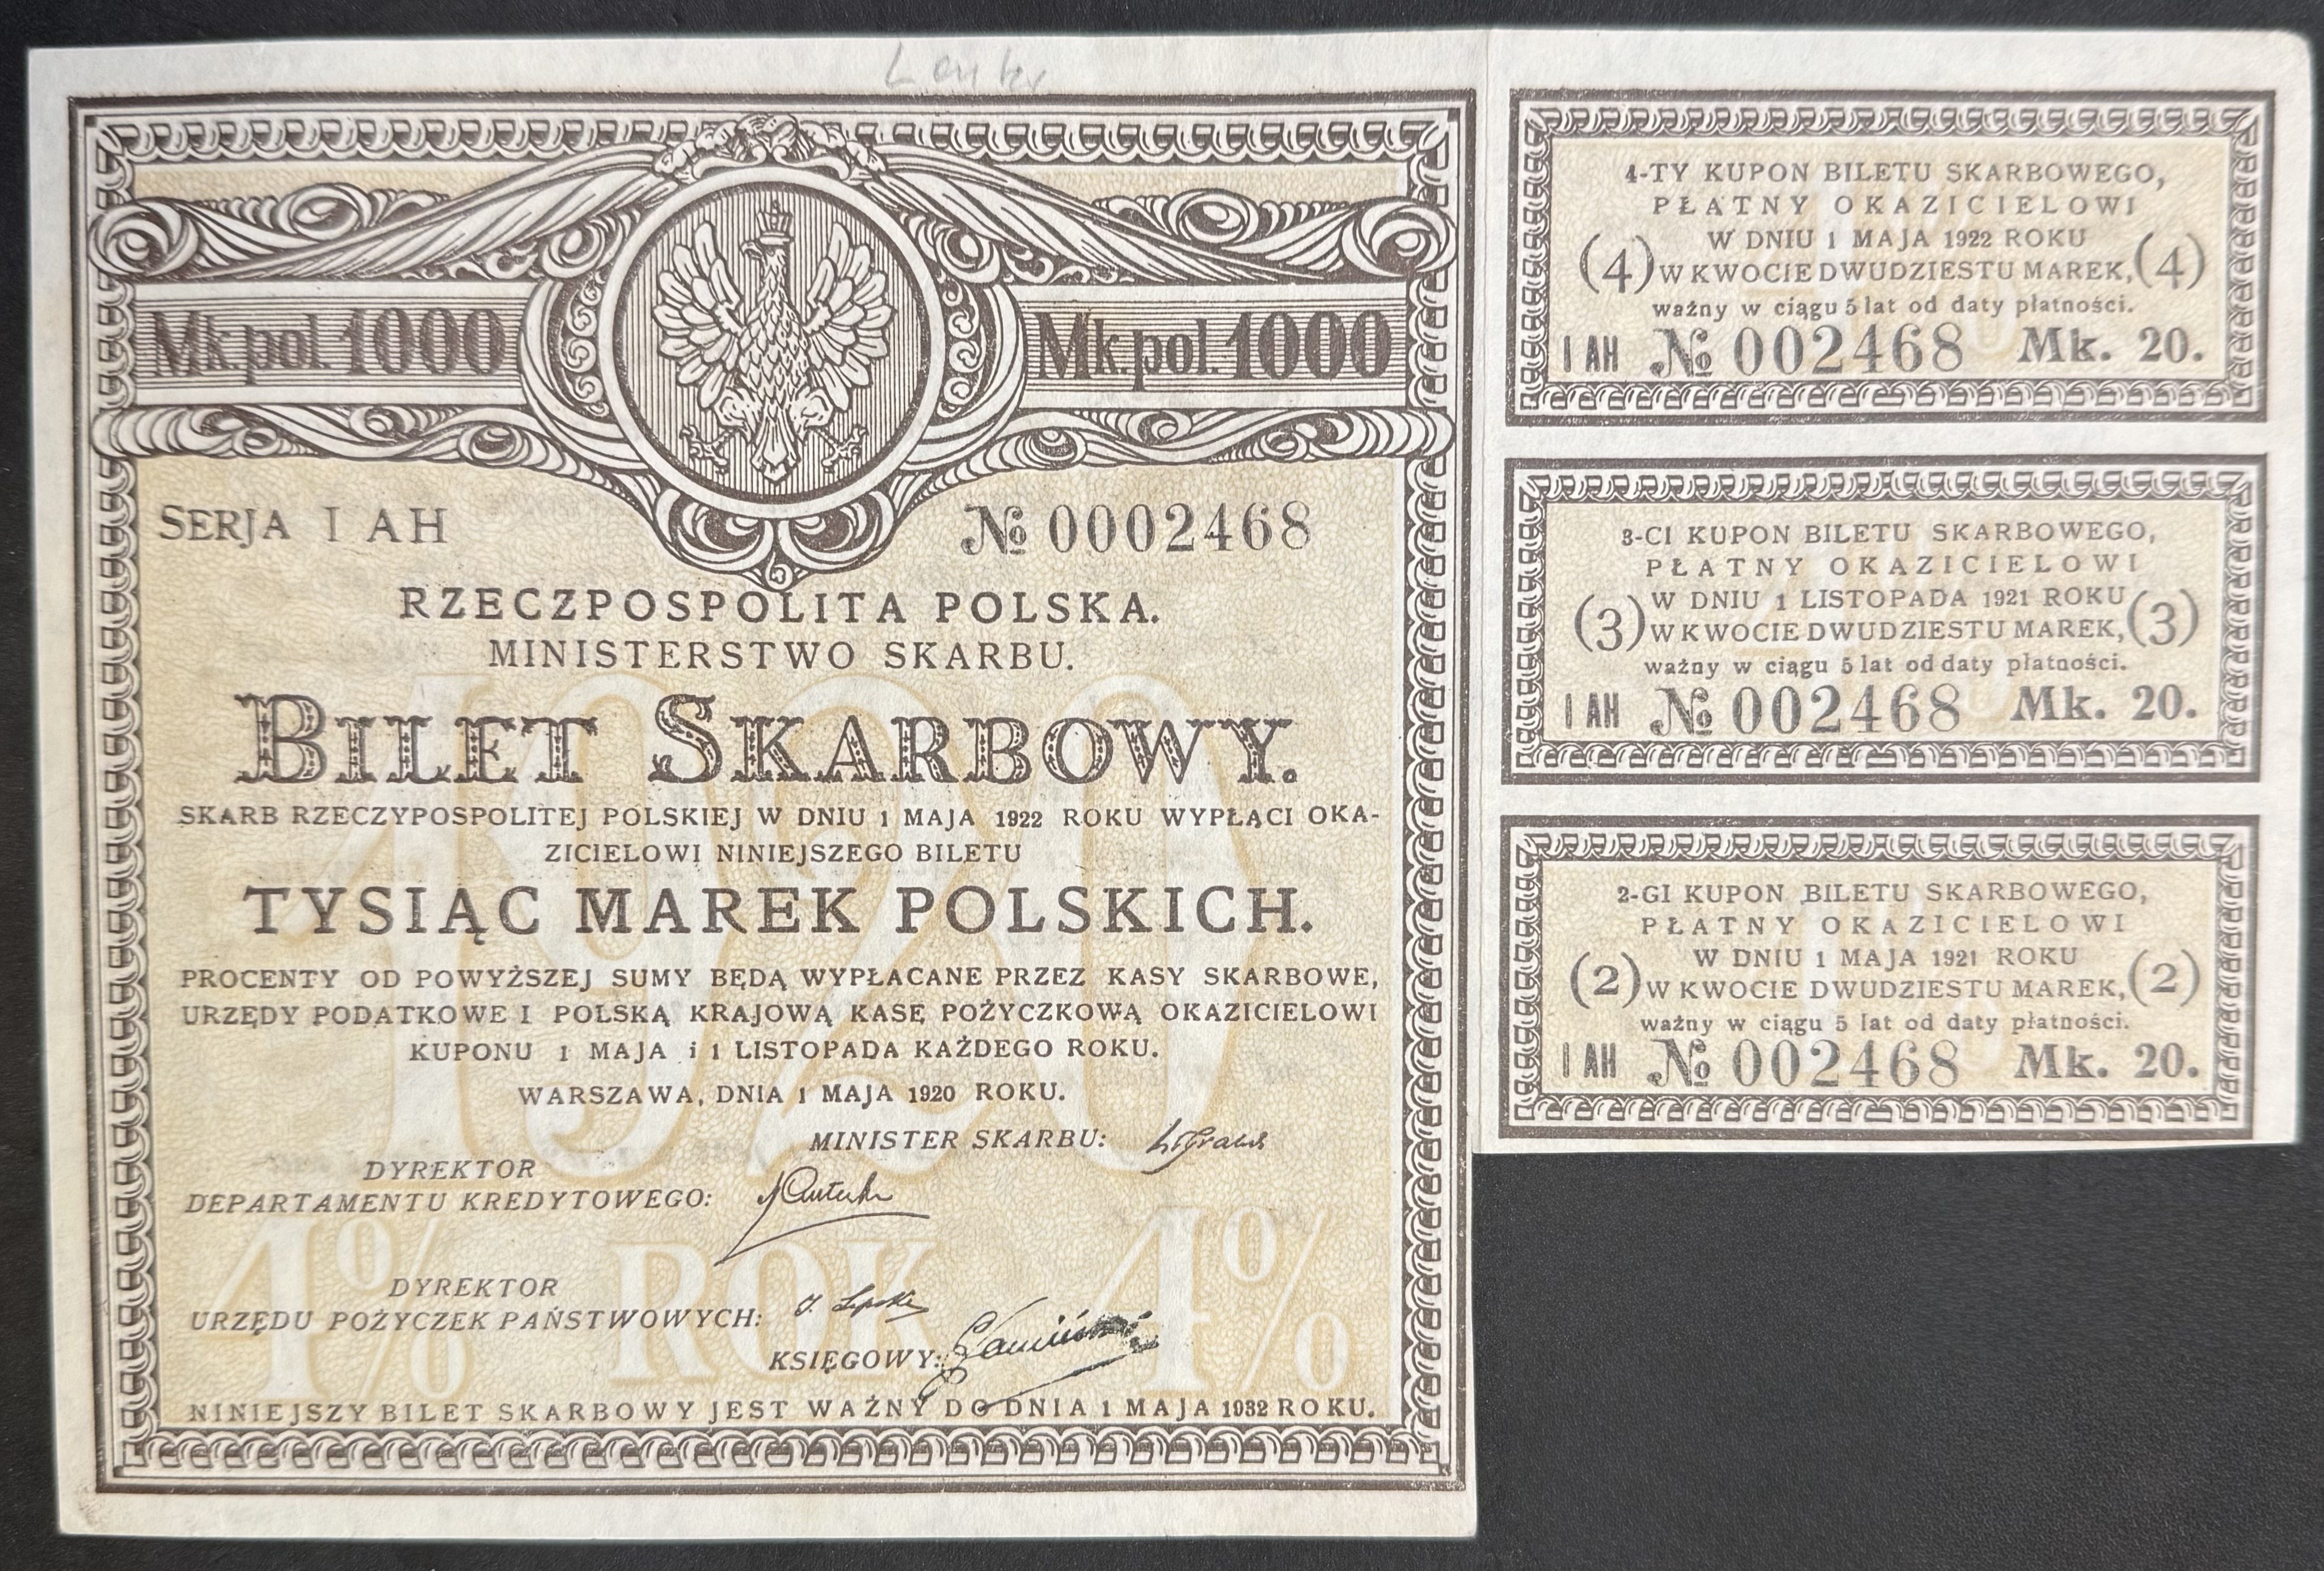 Mk.pol.1000 Mk.pol.1000
SERJA I AH
№ 0002468
RZECZPOSPOLITA POLSKA.
MINISTERSTWO SKARBU.
BILET SKARBOWY.
SKARB RZECZYPOSPOLITEJ POLSKIEJ W DNIU 1 MAJA 1922 ROKU WYPŁACI OKA-
ZICIELOWI NINIEJSZEGO BILETU
TYSIĄC MAREK POLSKICH.
PROCENTY OD POWYŻSZEJ SUMY BĘDĄ WYPŁACANE PRZEZ KASY SKARBOWE,
URZĘDY PODATKOWE I POLSKĄ KRAJOWĄ KASĘ POŻYCZKOWĄ OKAZICIELOWI
KUPONU 1 MAJA i 1 LISTOPADA KAŻDEGO ROKU.
WARSZAWA, DNIA 1 MAJA 1920 ROKU.
MINISTER SKARBU:
DYREKTOR
DEPARTAMENTU KREDYTOWEGO:
DYREKTOR
URZĘDU POŻYCZEK PAŃSTWOWYCH:
KSIĘGOWY:
NINIEJSZY BILET SKARBOWY JEST WAŻNY DO DNIA 1 MAJA 1932 ROKU.
1920
4% ROK 4%
4-TY KUPON BILETU SKARBOWEGO,
PŁATNY OKAZICIELOWI
W DNIU 1 MAJA 1922 ROKU
(4) W KWOCIE DWUDZIESTU MAREK, (4)
ważny w ciągu 5 lat od daty płatności.
I AH № 002468 Mk. 20.
3-CI KUPON BILETU SKARBOWEGO,
PŁATNY OKAZICIELOWI
W DNIU 1 LISTOPADA 1921 ROKU
(3) W KWOCIE DWUDZIESTU MAREK, (3)
ważny w ciągu 5 lat od daty płatności.
I AH № 002468 Mk. 20.
2-GI KUPON BILETU SKARBOWEGO,
PŁATNY OKAZICIELOWI
W DNIU 1 MAJA 1921 ROKU
(2) W KWOCIE DWUDZIESTU MAREK, (2)
ważny w ciągu 5 lat od daty płatności.
I AH № 002468 Mk. 20.